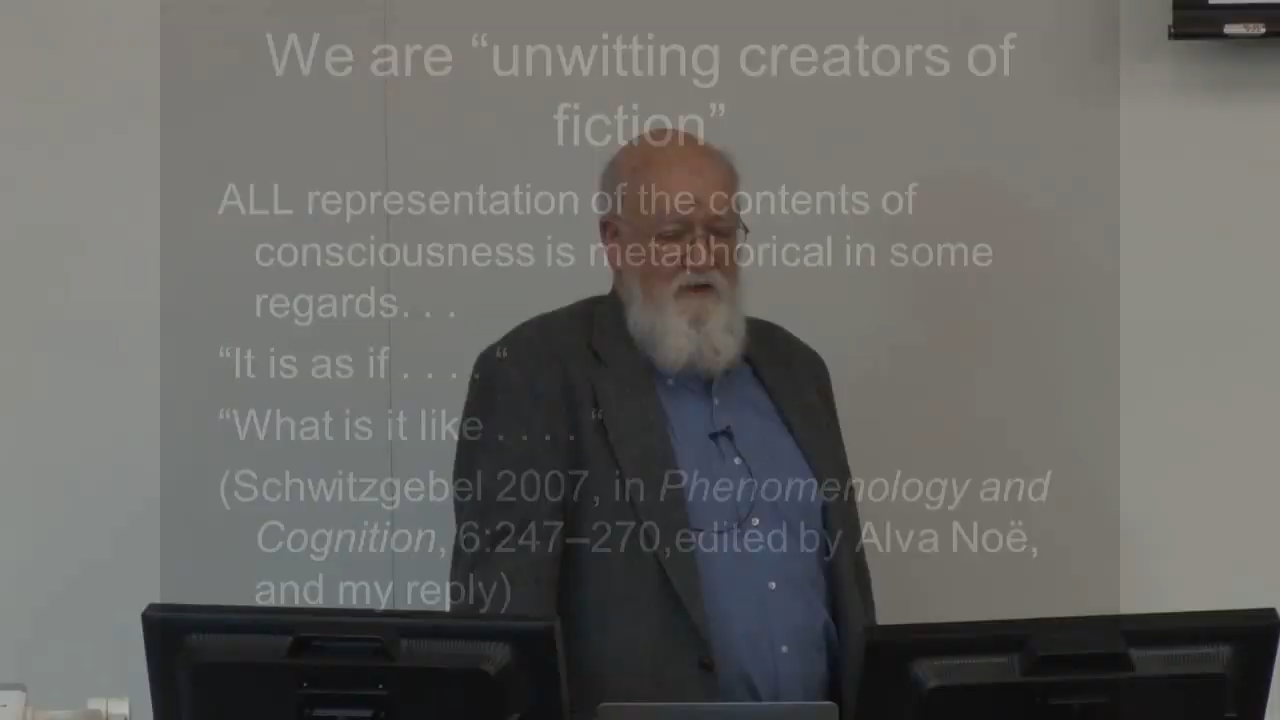 We are “unwitting creators of
fiction”
ALL representation of the contents of
consciousness is metaphorical in some
regards. . .
“It is as if . . . . “
“What is it like . . . . “
(Schwitzgebel 2007, in Phenomenology and
Cognition, 6:247–270,edited by Alva Noë,
and my reply)